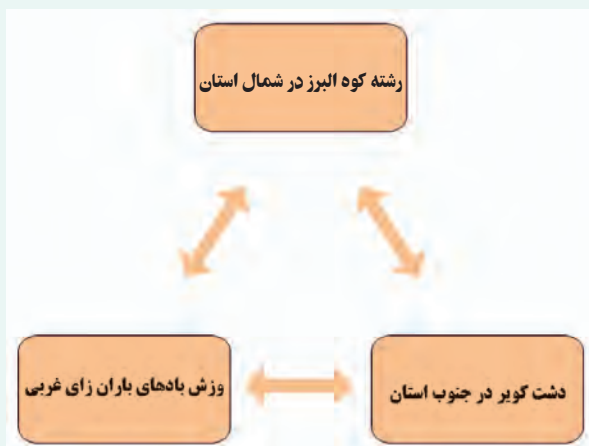 رشته کوه البرز در شمال استان
دشت کویر در جنوب استان
وزش بادهای باران زای غربی